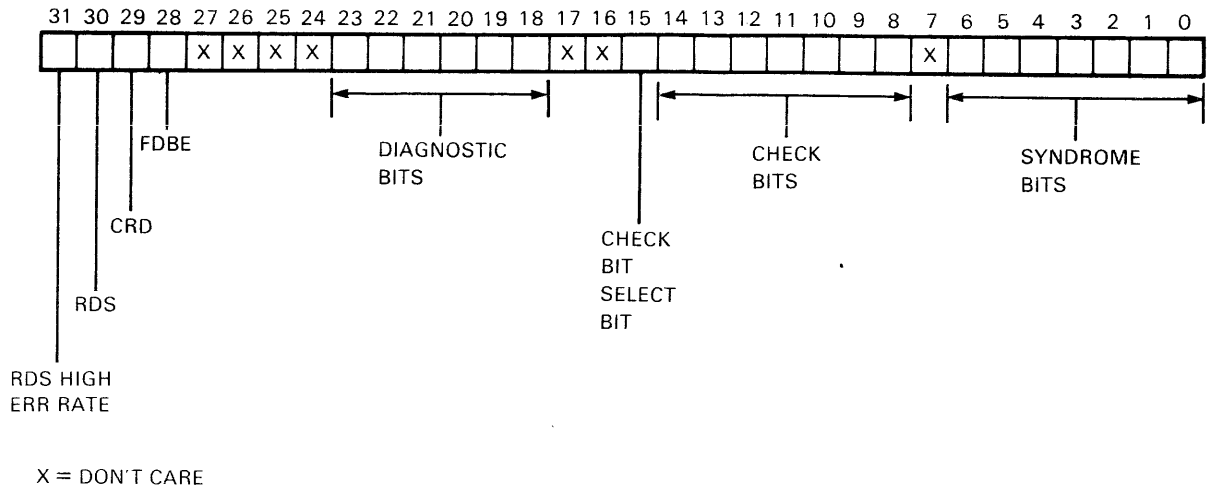 31 30 29 28 27 26 25 24 23 22 21 20 19 18 17 16 15 14 13 12 11 10 9 8 7 6 5 4 3 2 1 0
X X X X X X X
FDBE
DIAGNOSTIC
BITS
CHECK
BITS
SYNDROME
BITS
CRD
CHECK
BIT
SELECT
BIT
RDS
RDS HIGH
ERR RATE
X = DON'T CARE